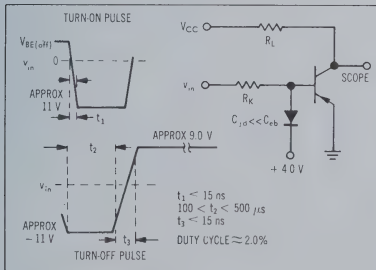 TURN-ON PULSE
V_BE(off)
v_in
0
APPROX
11 V
t_1
V_CC
R_L
SCOPE
v_in
R_K
C_jd << C_eb
+ 4.0 V
t_2
APPROX 9.0 V
v_in
APPROX
- 11 V
t_3
TURN-OFF PULSE
t_1 < 15 ns
100 < t_2 < 500 μs
t_3 < 15 ns
DUTY CYCLE ≈ 2.0%